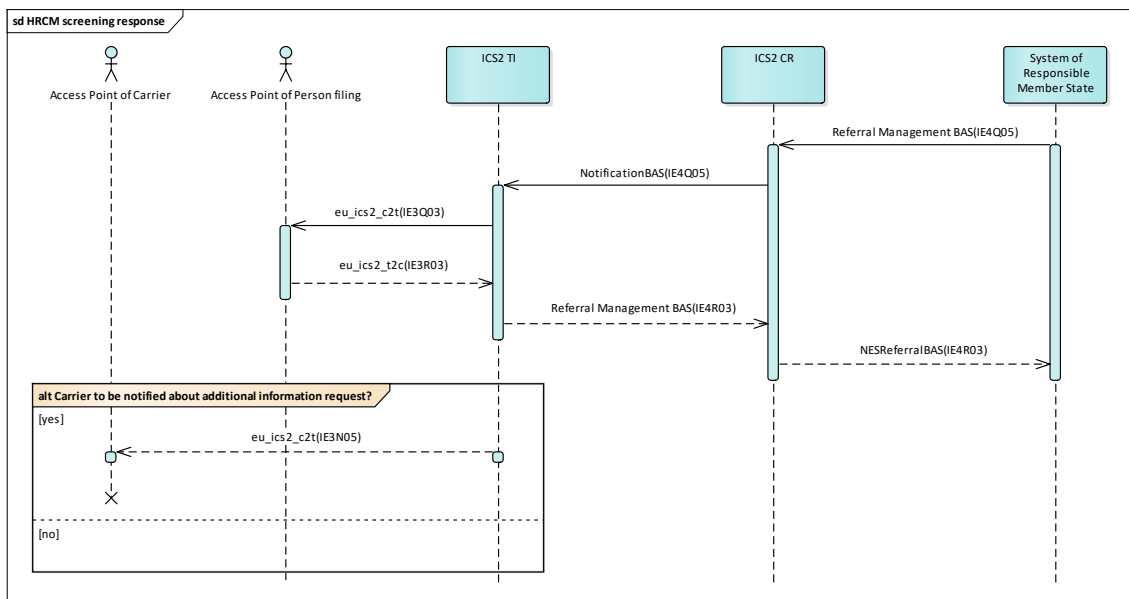 sd HRCM screening response
Access Point of Carrier
Access Point of Person filing
ICS2 TI
ICS2 CR
System of
Responsible
Member State
Referral Management BAS(IE4Q05)
NotificationBAS(IE4Q05)
eu_ics2_c2t(IE3Q03)
eu_ics2_t2c(IE3R03)
Referral Management BAS(IE4R03)
NESReferralBAS(IE4R03)
alt Carrier to be notified about additional information request?
[yes]
eu_ics2_c2t(IE3N05)
[no]